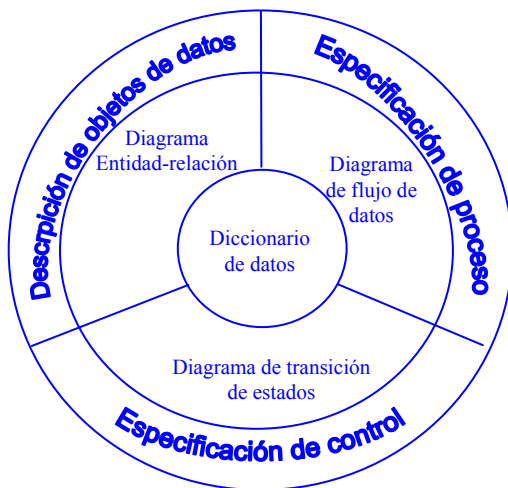 Descrpición de objetos de datos
Especificación de proceso
Diagrama
Entidad-relación
Diagrama
de flujo de
datos
Diccionario
de datos
Diagrama de transición
de estados
Especificación de control